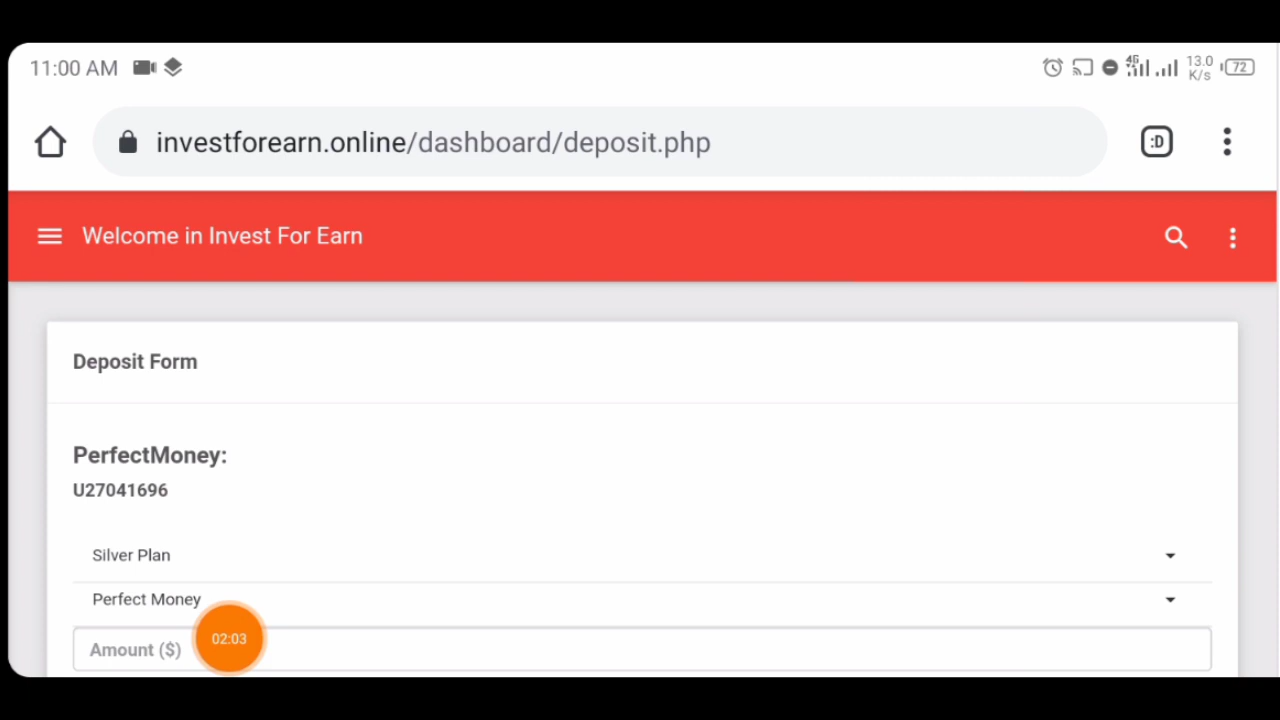 11:00 AM 4G 13.0 K/s 72
investforearn.online/dashboard/deposit.php :D
Welcome in Invest For Earn
Deposit Form
PerfectMoney:
U27041696
Silver Plan
Perfect Money
Amount ($) 02:03